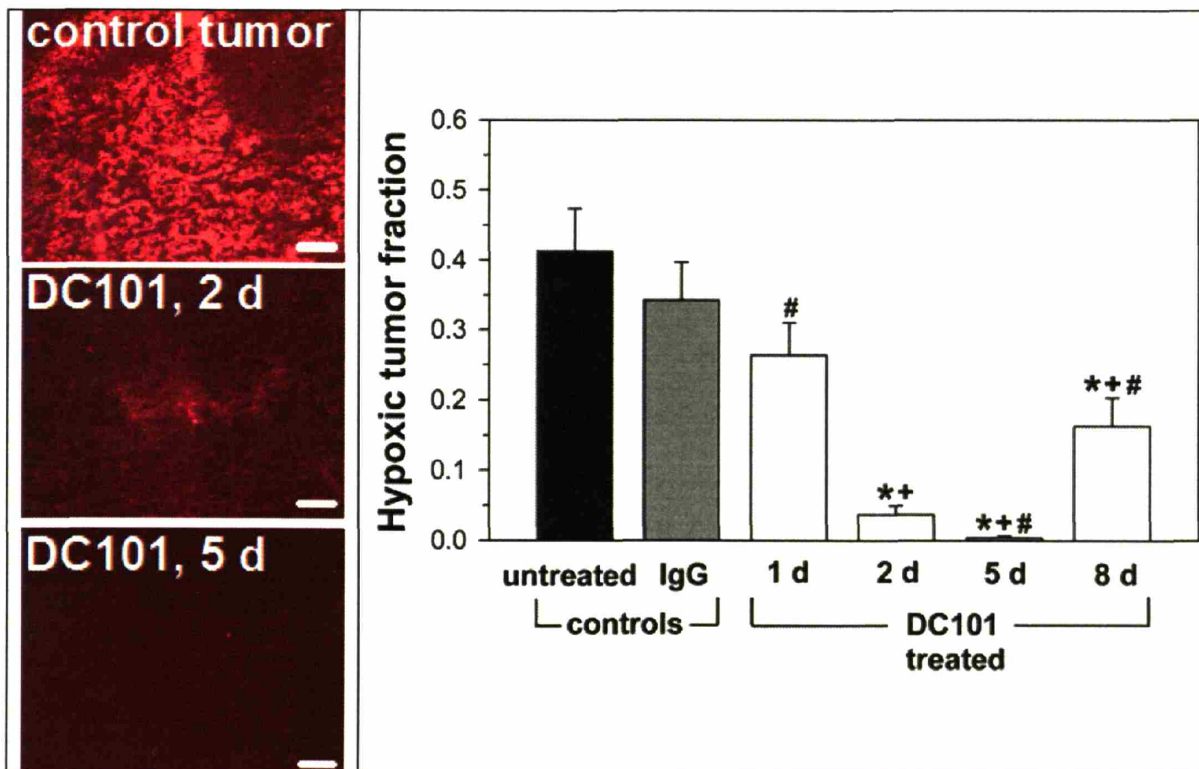 control tumor
DC101, 2 d
DC101, 5 d
Hypoxic tumor fraction
0.6
0.5
0.4
0.3
0.2
0.1
0.0
#
*+
*+#
*+#
untreated IgG 1 d 2 d 5 d 8 d
controls DC101
treated